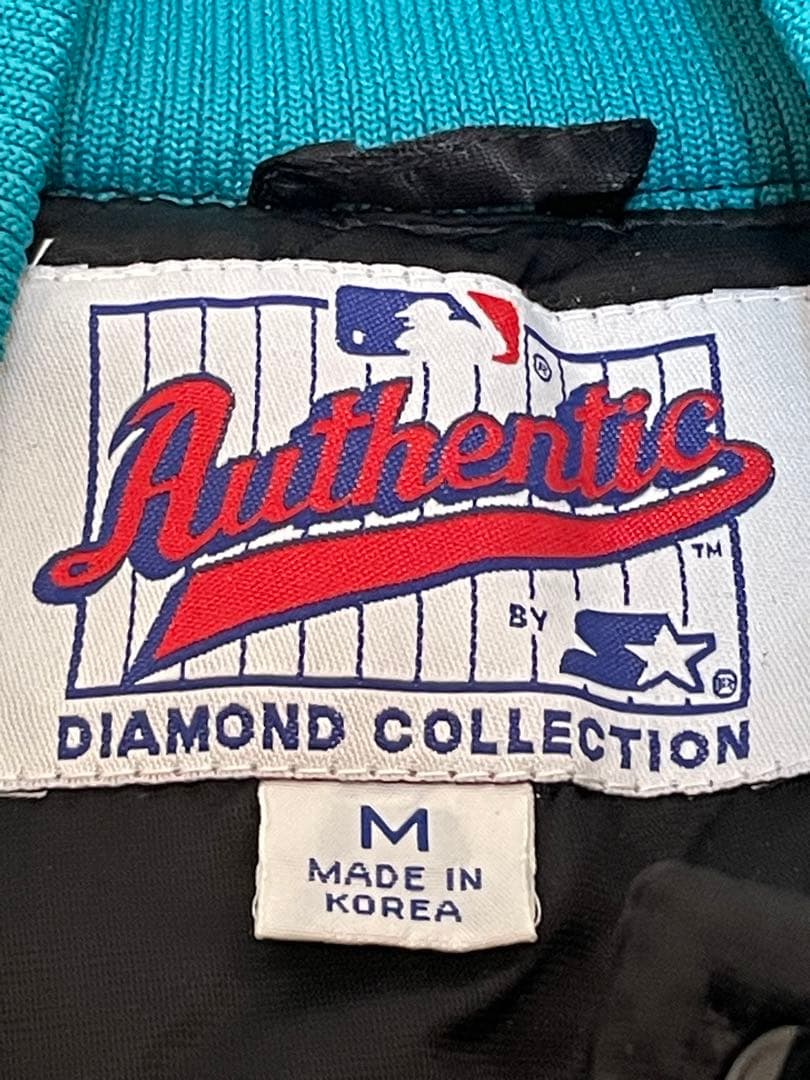 ®
Authentic
TM
BY
®
DIAMOND COLLECTION
M
MADE IN
KOREA